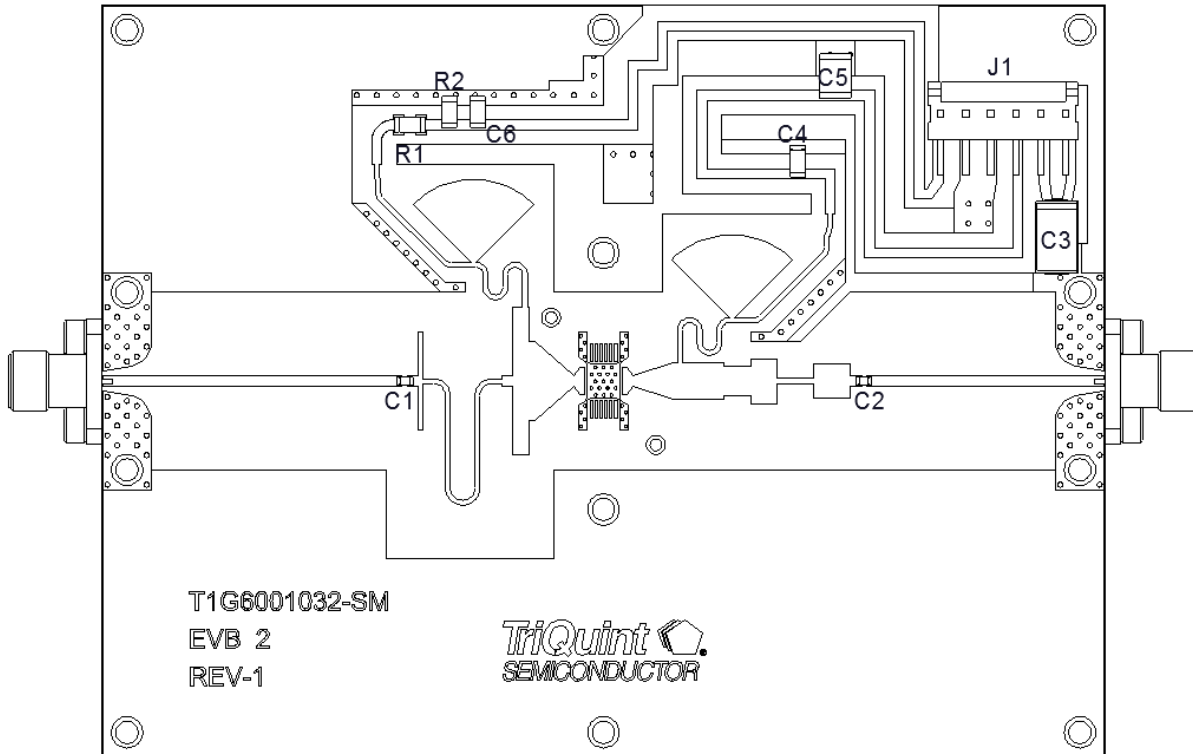 J1
C5
R2
C6
R1
C4
C3
C1
C2
T1G6001032-SM
EVB 2
REV-1
TriQuint
SEMICONDUCTOR